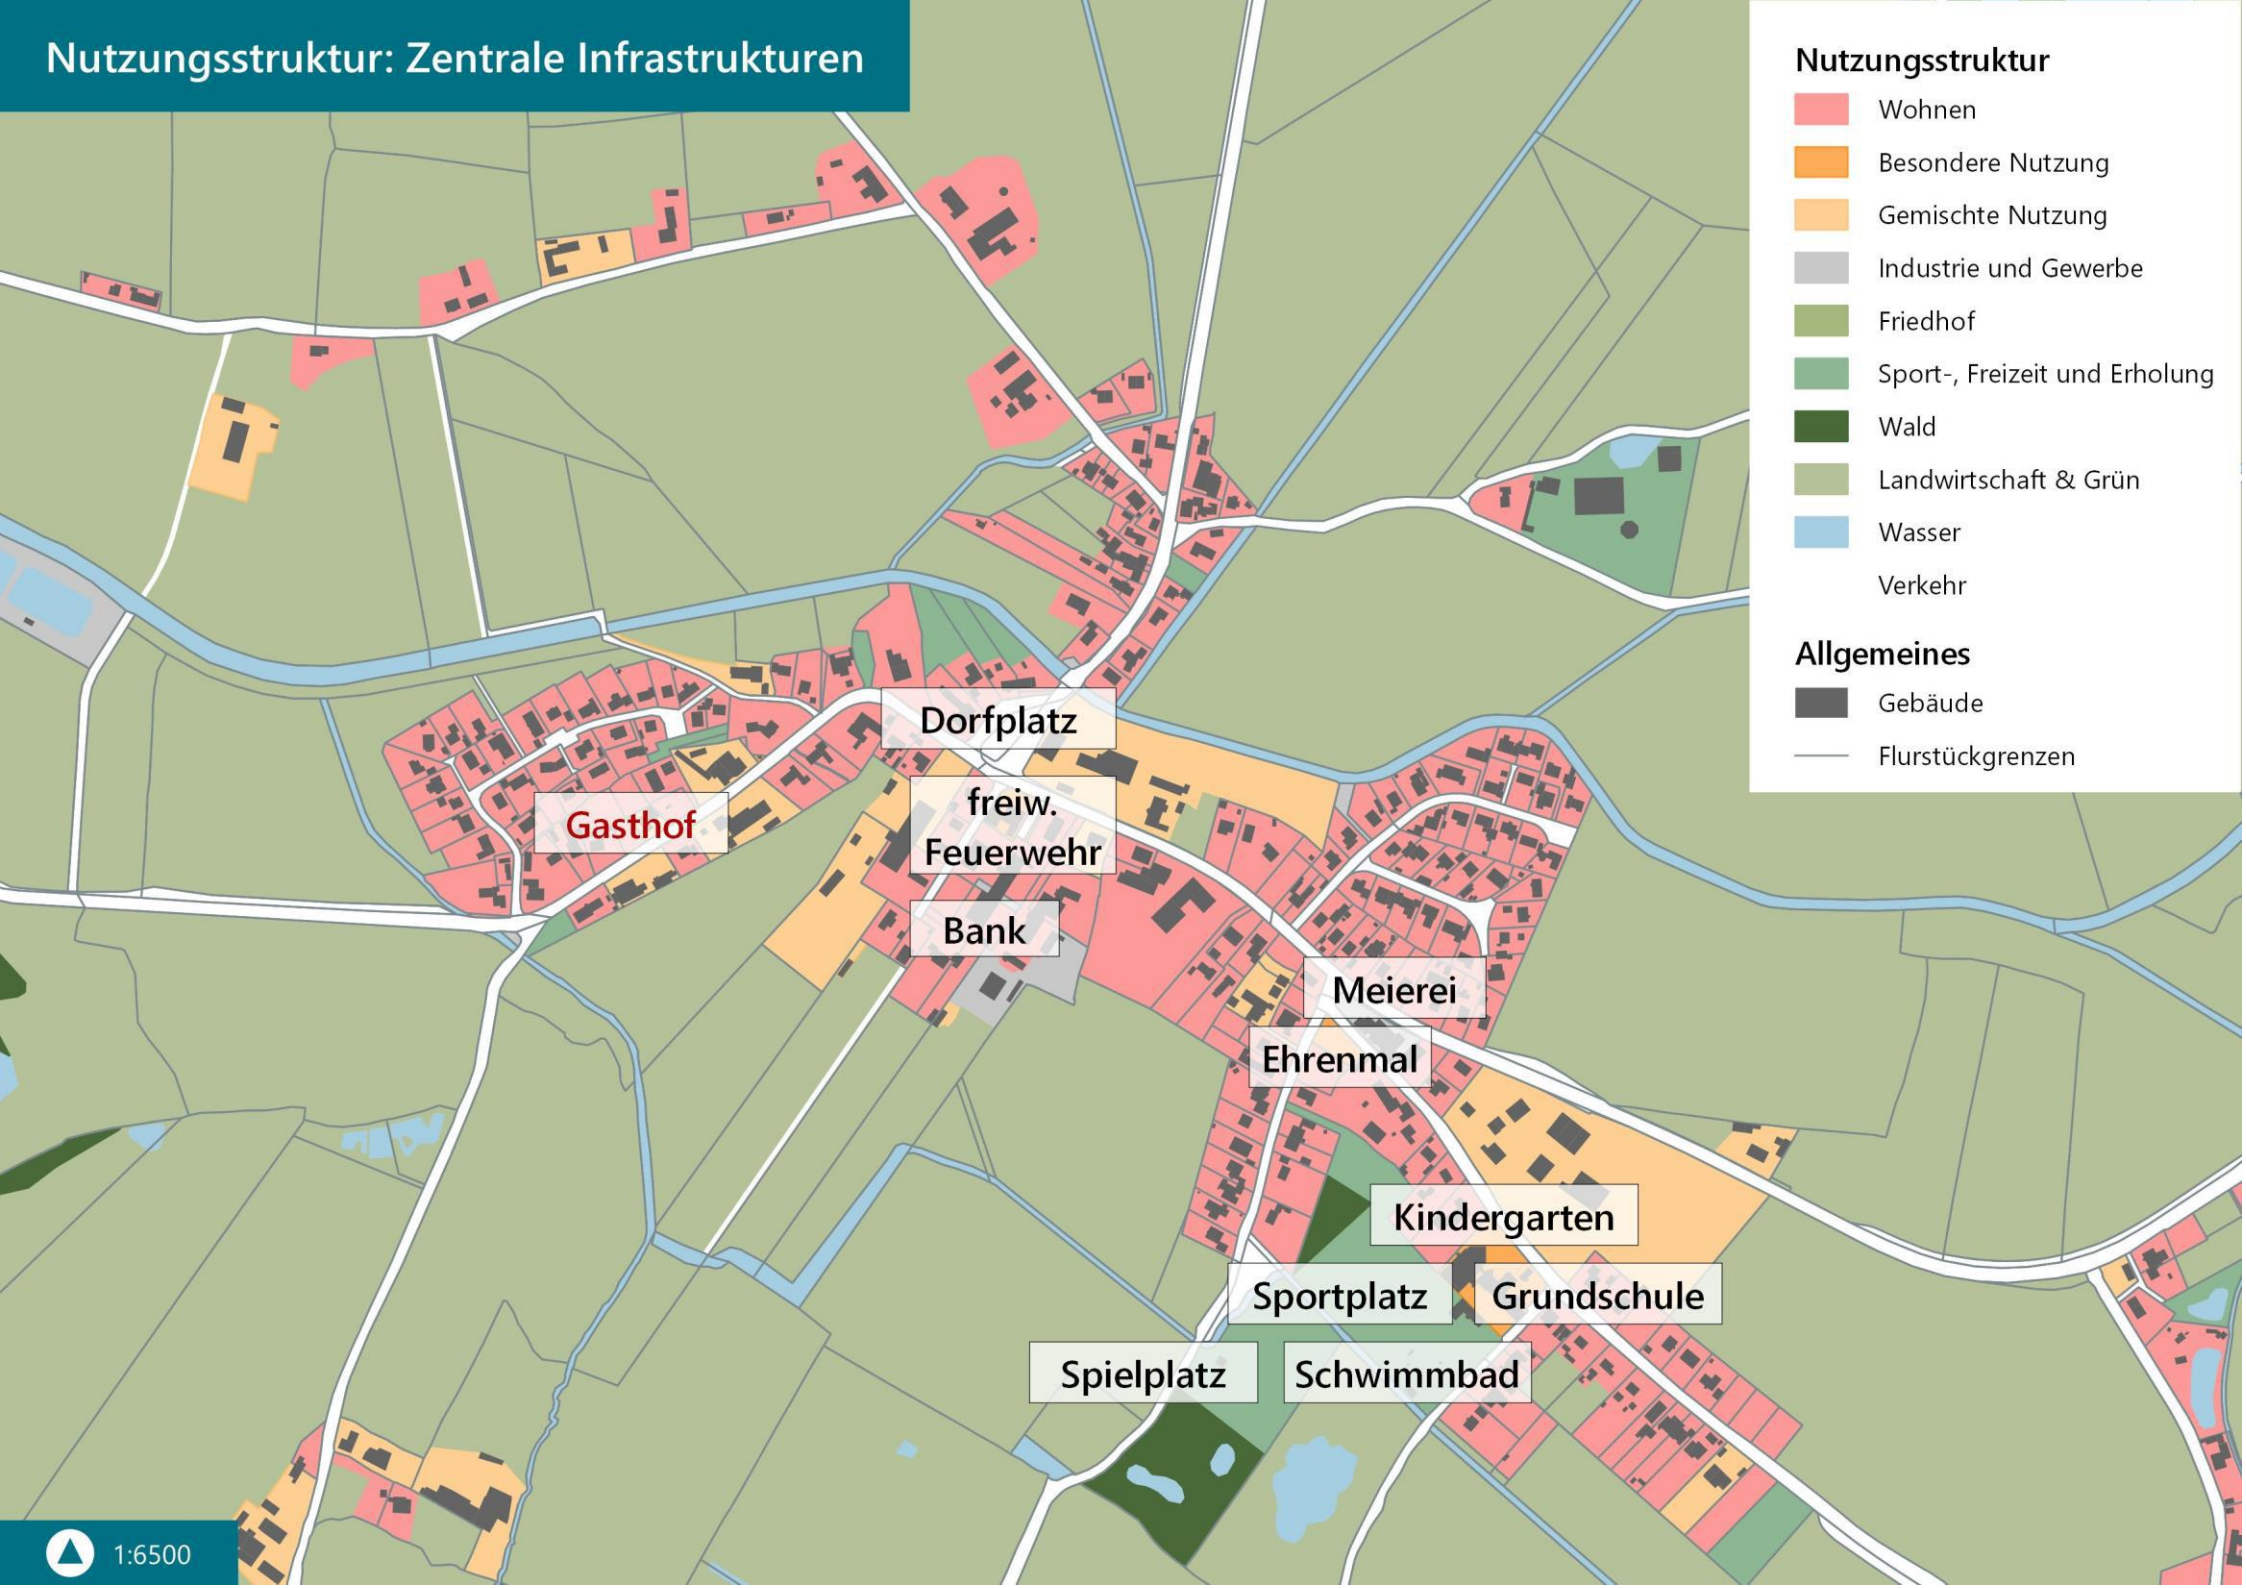 Nutzungsstruktur: Zentrale Infrastrukturen
Nutzungsstruktur
Wohnen
Besondere Nutzung
Gemischte Nutzung
Industrie und Gewerbe
Friedhof
Sport-, Freizeit und Erholung
Wald
Landwirtschaft & Grün
Wasser
Verkehr
Allgemeines
Gebäude
Flurstückgrenzen
Dorfplatz
freiw.
Feuerwehr
Gasthof
Bank
Meierei
Ehrenmal
Kindergarten
Sportplatz
Grundschule
Spielplatz
Schwimmbad
1:6500